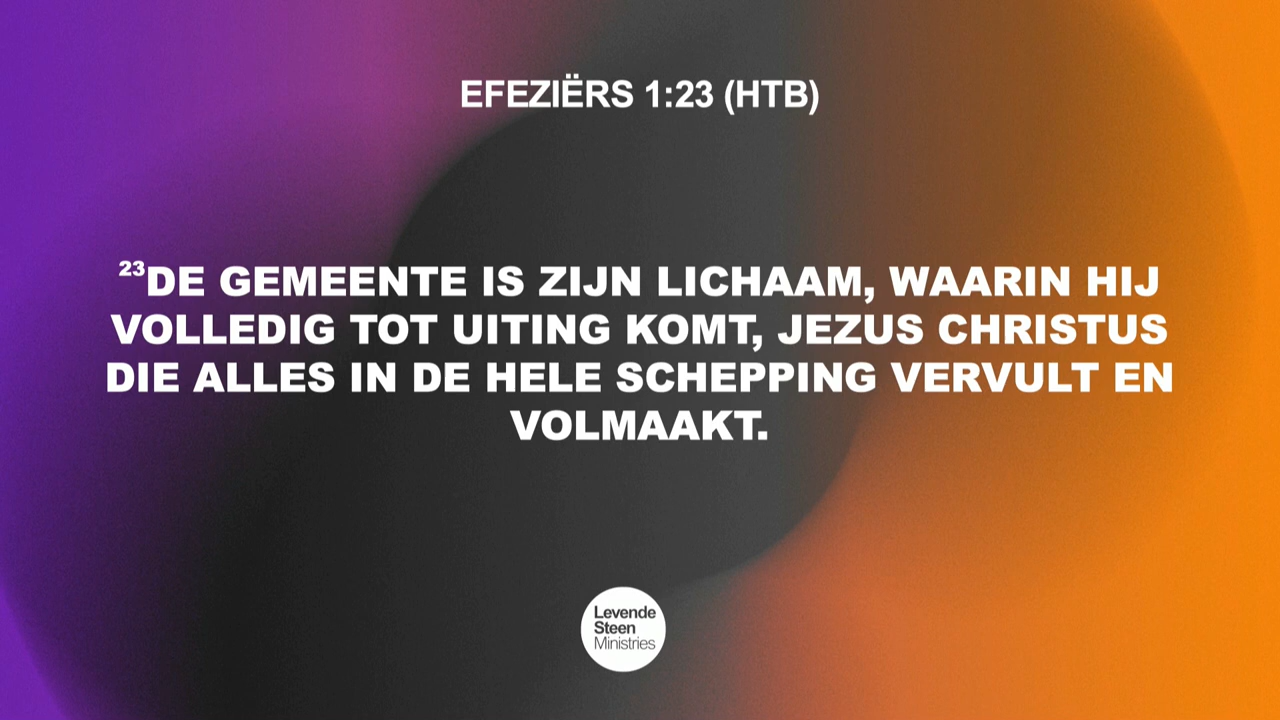 EFEZIËRS 1:23 (HTB)
²³DE GEMEENTE IS ZIJN LICHAAM, WAARIN HIJ
VOLLEDIG TOT UITING KOMT, JEZUS CHRISTUS
DIE ALLES IN DE HELE SCHEPPING VERVULT EN
VOLMAAKT.
Levende
Steen
Ministries